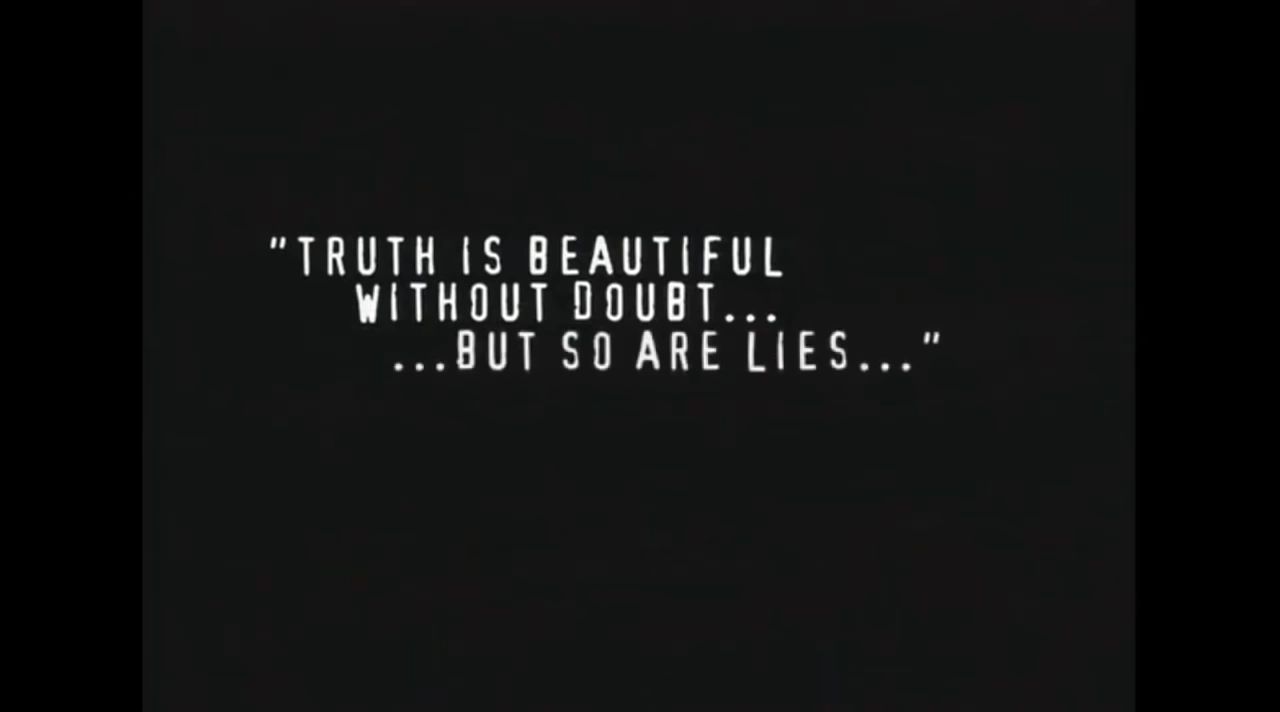 "TRUTH IS BEAUTIFUL
WITHOUT DOUBT...
...BUT SO ARE LIES..."